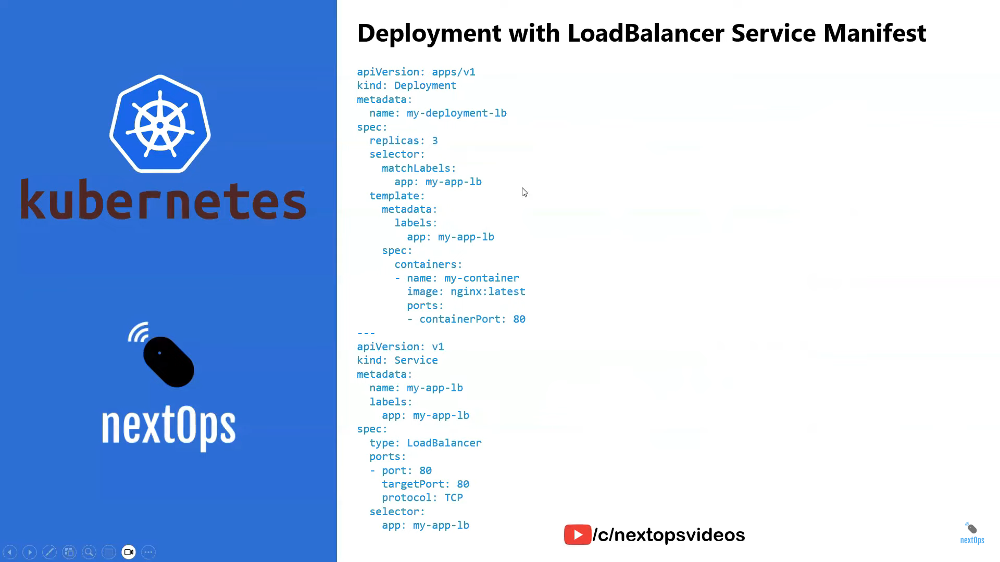 kubernetes
nextOps
Deployment with LoadBalancer Service Manifest
apiVersion: apps/v1
kind: Deployment
metadata:
  name: my-deployment-lb
spec:
  replicas: 3
  selector:
    matchLabels:
      app: my-app-lb
  template:
    metadata:
      labels:
        app: my-app-lb
    spec:
      containers:
      - name: my-container
        image: nginx:latest
        ports:
        - containerPort: 80
---
apiVersion: v1
kind: Service
metadata:
  name: my-app-lb
  labels:
    app: my-app-lb
spec:
  type: LoadBalancer
  ports:
  - port: 80
    targetPort: 80
    protocol: TCP
  selector:
    app: my-app-lb
/c/nextopsvideos
nextOps